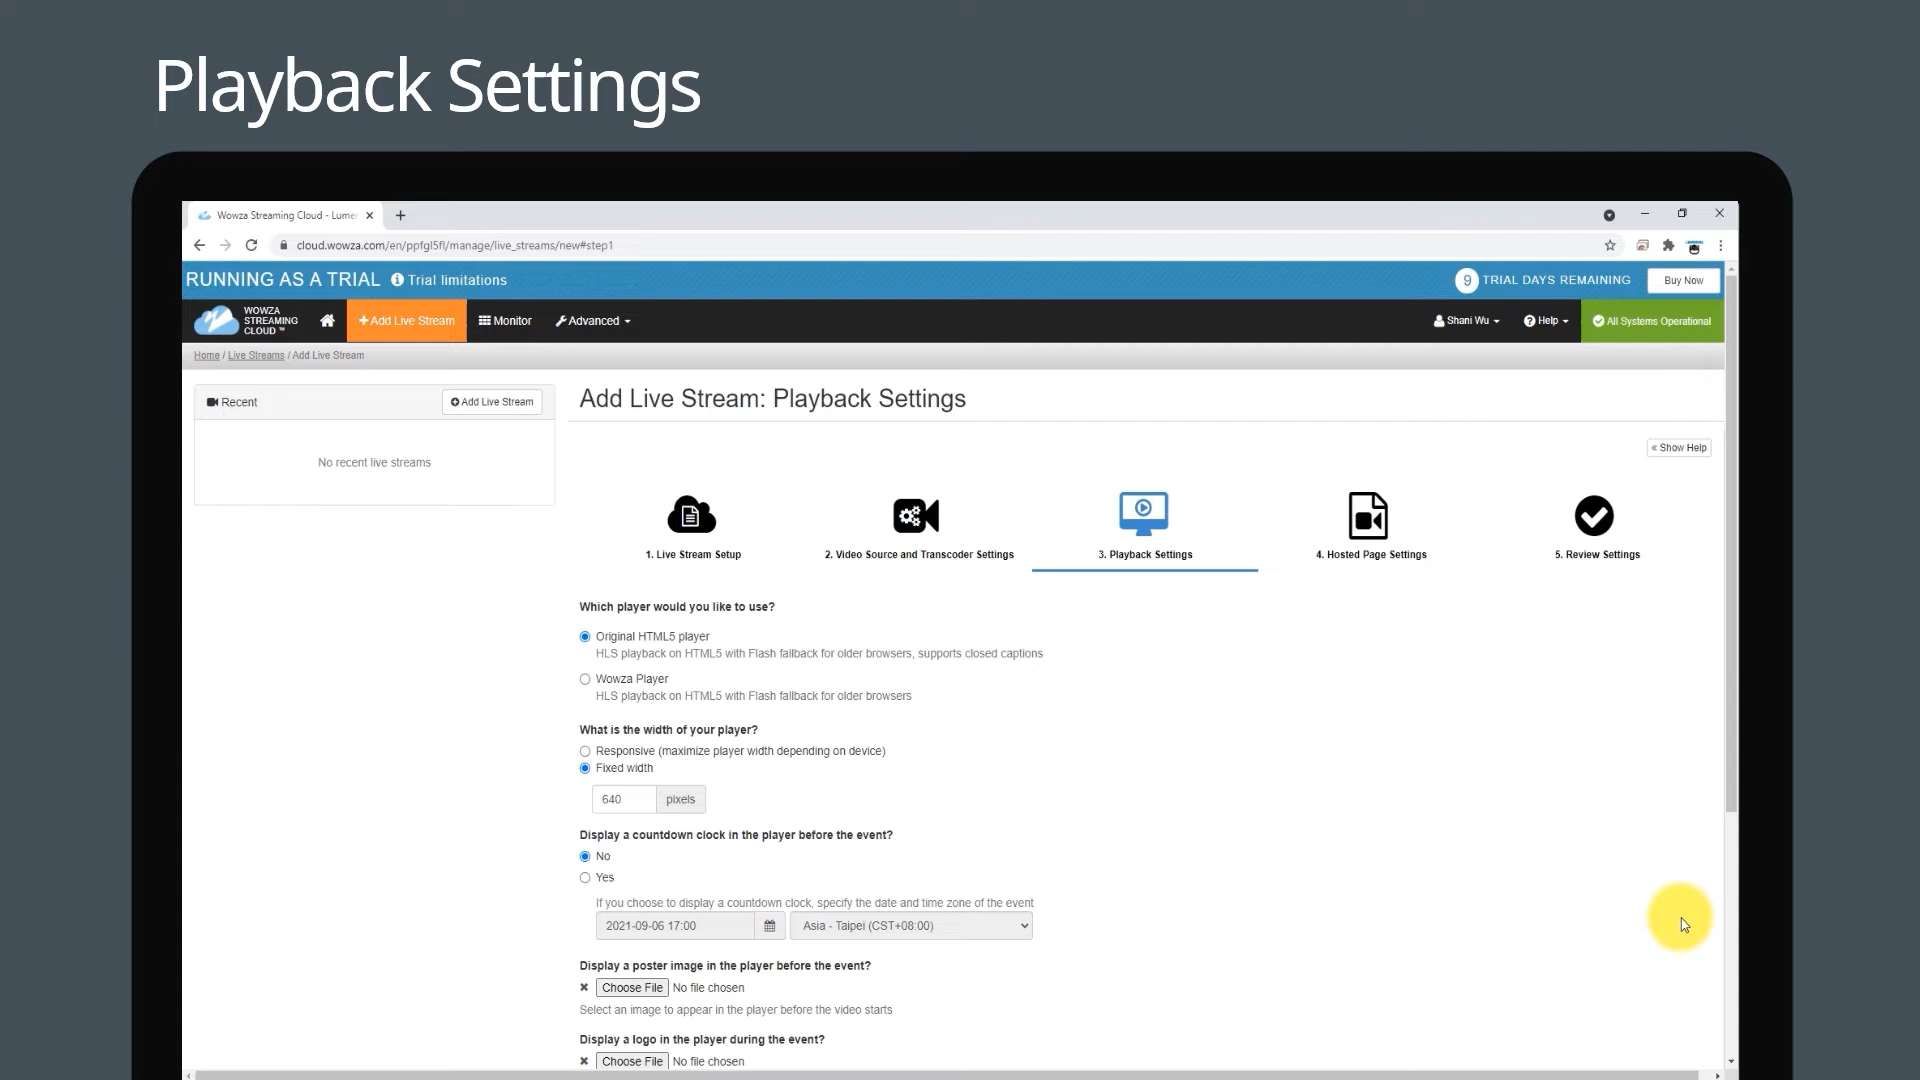 Playback Settings
Wowza Streaming Cloud - Lumer
cloud.wowza.com/en/ppfgl5fl/manage/live_streams/new#step1
RUNNING AS A TRIAL Trial limitations
9 TRIAL DAYS REMAINING Buy Now
WOWZA
STREAMING
CLOUD ™
Add Live Stream Monitor Advanced
Shani Wu Help All Systems Operational
Home / Live Streams / Add Live Stream
Recent Add Live Stream
No recent live streams
Add Live Stream: Playback Settings
« Show Help
1. Live Stream Setup
2. Video Source and Transcoder Settings
3. Playback Settings
4. Hosted Page Settings
5. Review Settings
Which player would you like to use?
Original HTML5 player
HLS playback on HTML5 with Flash fallback for older browsers, supports closed captions
Wowza Player
HLS playback on HTML5 with Flash fallback for older browsers
What is the width of your player?
Responsive (maximize player width depending on device)
Fixed width
640 pixels
Display a countdown clock in the player before the event?
No
Yes
If you choose to display a countdown clock, specify the date and time zone of the event
2021-09-06 17:00 Asia - Taipei (CST+08:00)
Display a poster image in the player before the event?
Choose File No file chosen
Select an image to appear in the player before the video starts
Display a logo in the player during the event?
Choose File No file chosen